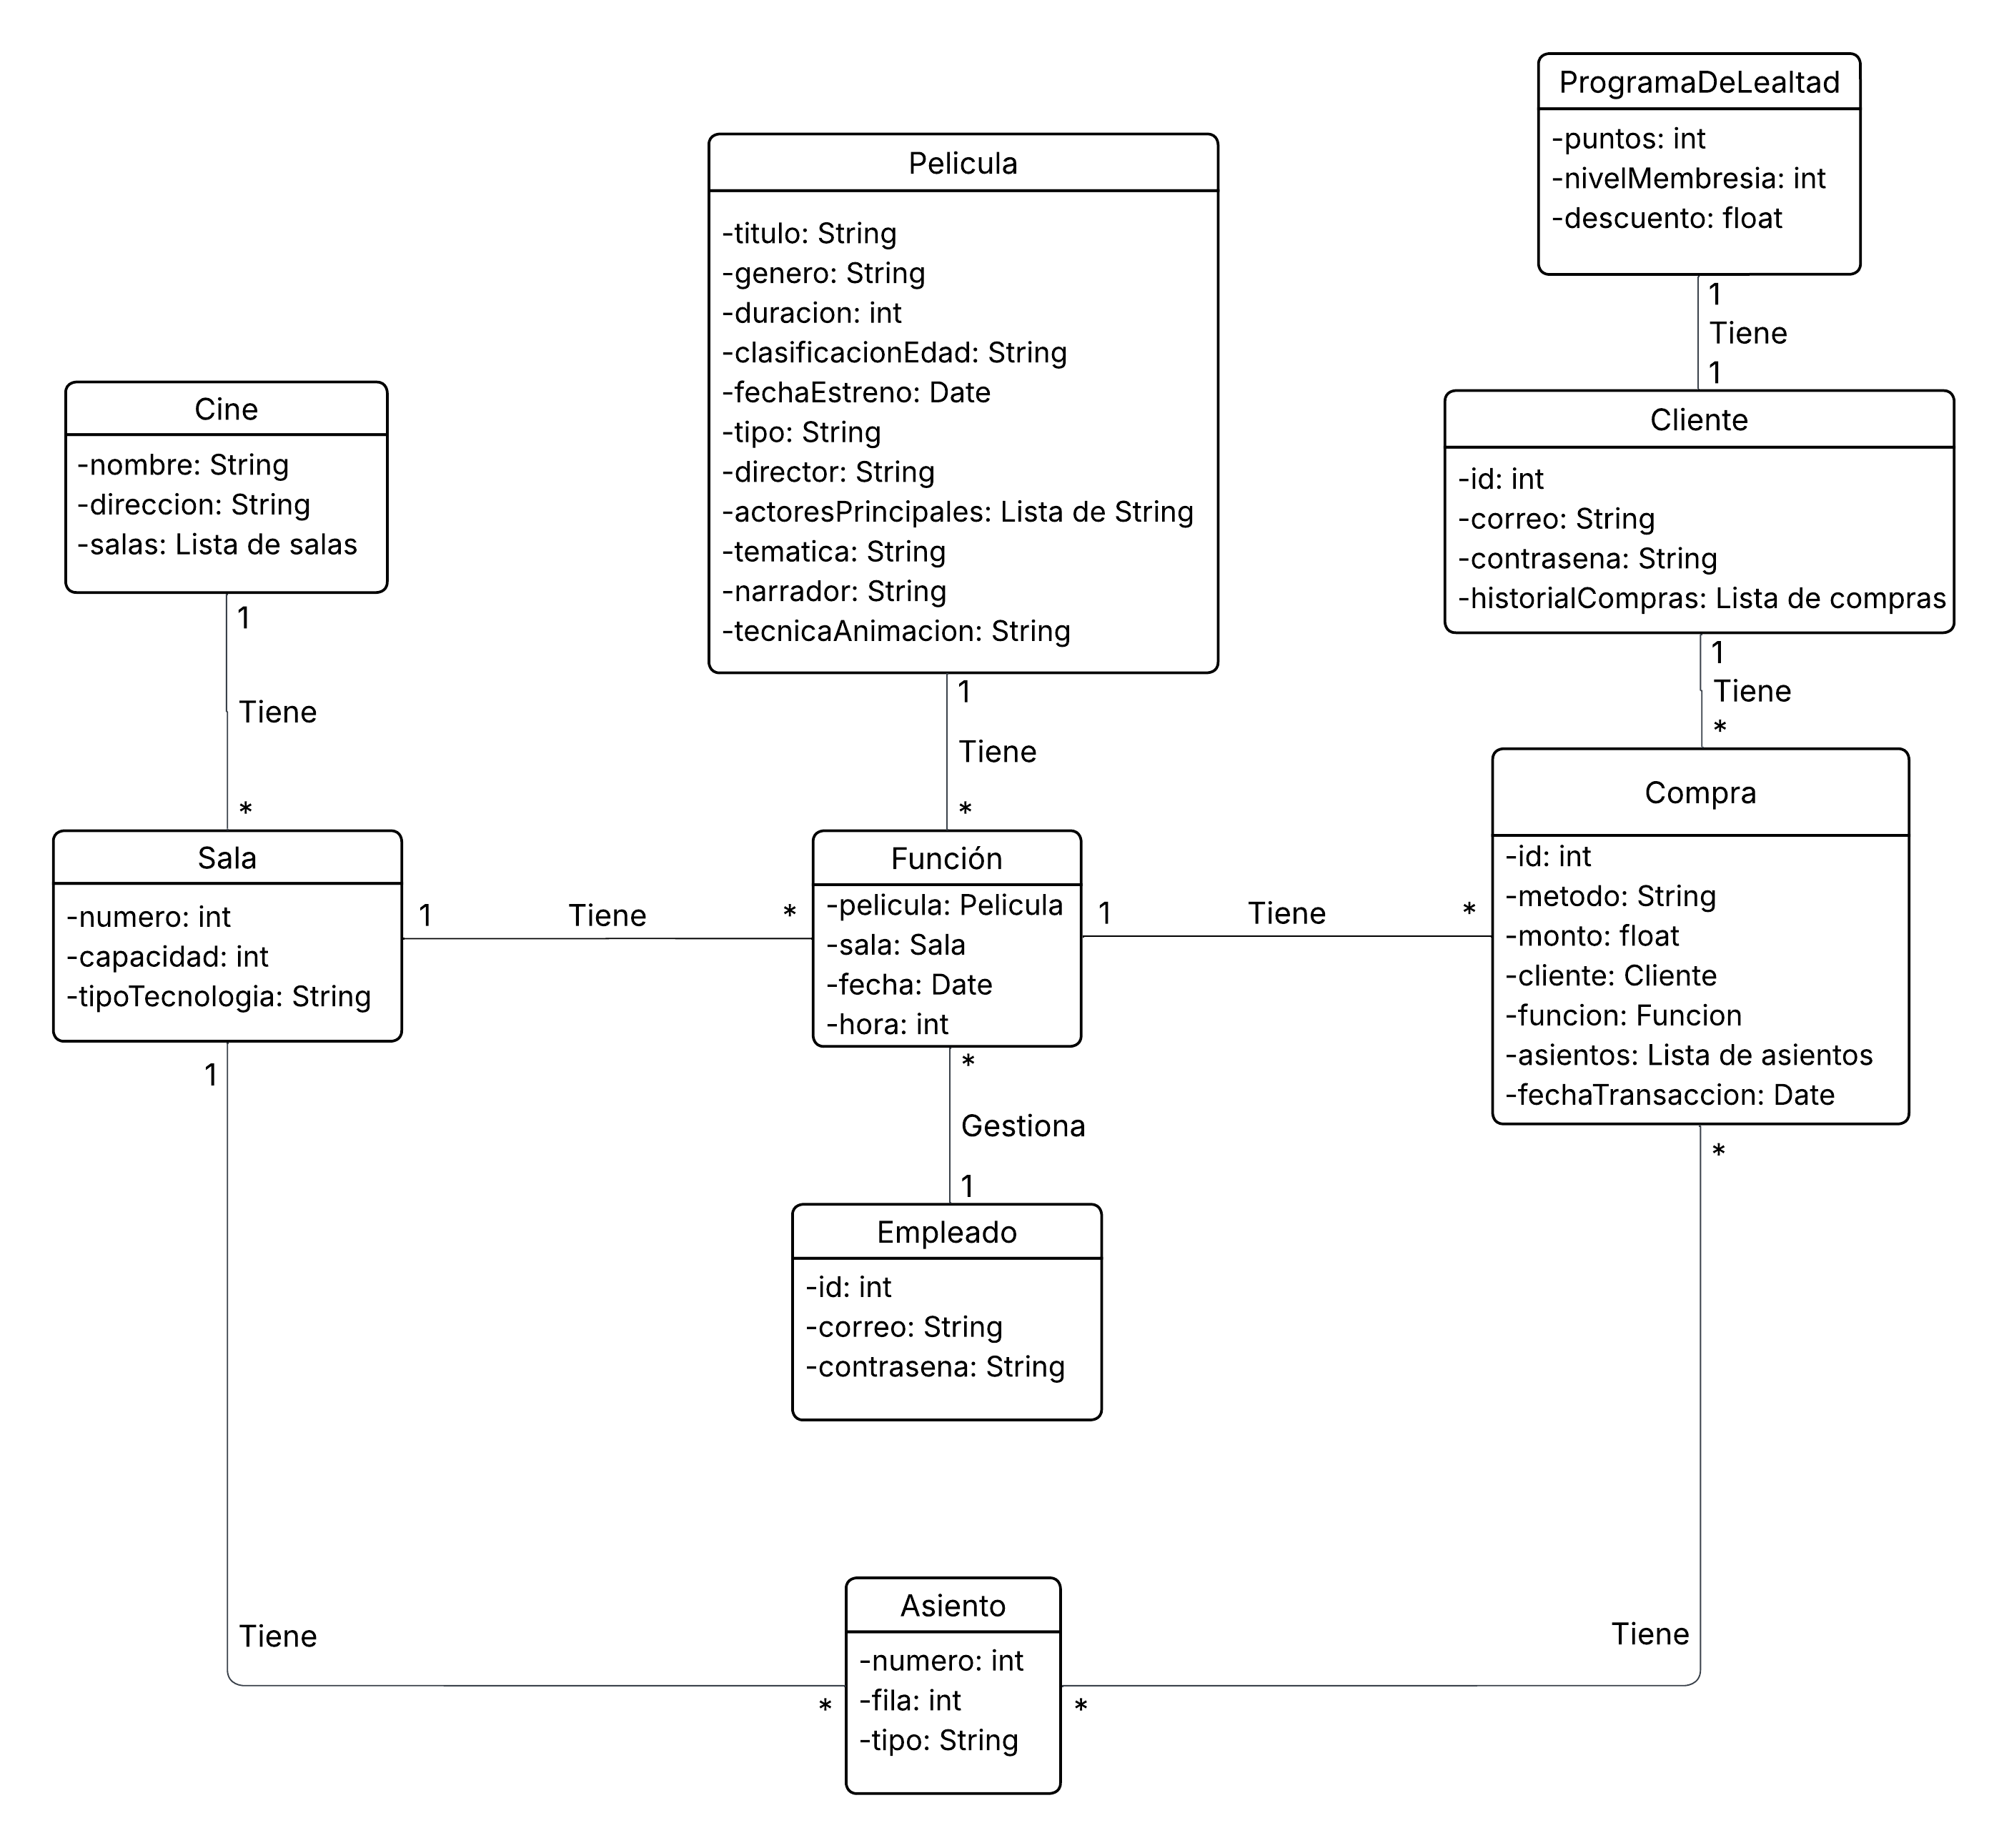 ProgramaDeLealtad
-puntos: int
-nivelMembresia: int
-descuento: float
1
Tiene
1
Pelicula
-titulo: String
-genero: String
-duracion: int
-clasificacionEdad: String
-fechaEstreno: Date
-tipo: String
-director: String
-actoresPrincipales: Lista de String
-tematica: String
-narrador: String
-tecnicaAnimacion: String
1
Tiene
*
Cine
-nombre: String
-direccion: String
-salas: Lista de salas
1
Tiene
*
Cliente
-id: int
-correo: String
-contrasena: String
-historialCompras: Lista de compras
1
Tiene
*
Sala
-numero: int
-capacidad: int
-tipoTecnologia: String
1
Tiene
*
Función
-pelicula: Pelicula
-sala: Sala
-fecha: Date
-hora: int
1
Tiene
*
Compra
-id: int
-metodo: String
-monto: float
-cliente: Cliente
-funcion: Funcion
-asientos: Lista de asientos
-fechaTransaccion: Date
*
Gestiona
1
Empleado
-id: int
-correo: String
-contrasena: String
1
Tiene
*
Asiento
-numero: int
-fila: int
-tipo: String
*
Tiene
*